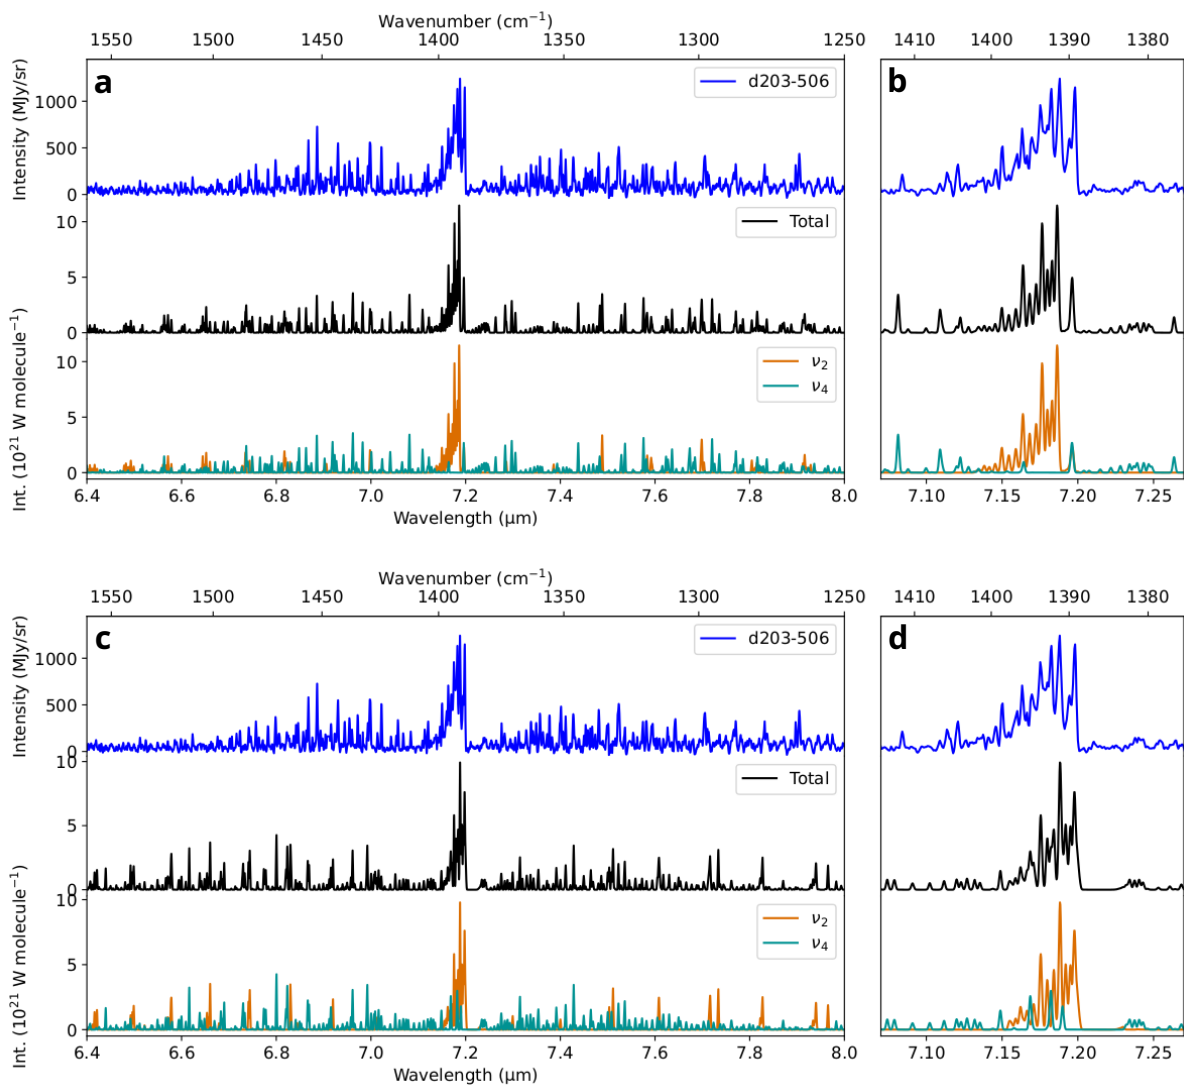 Wavenumber (cm⁻¹)
1550 1500 1450 1400 1350 1300 1250
1410 1400 1390 1380
a
d203-506
b
Intensity (MJy/sr)
1000
500
0
Total
10
5
0
Int. (10²¹ W molecule⁻¹)
ν₂
ν₄
10
5
0
6.4 6.6 6.8 7.0 7.2 7.4 7.6 7.8 8.0
7.10 7.15 7.20 7.25
Wavelength (μm)
Wavenumber (cm⁻¹)
1550 1500 1450 1400 1350 1300 1250
1410 1400 1390 1380
c
d203-506
d
Intensity (MJy/sr)
1000
500
0
Total
10
5
0
Int. (10²¹ W molecule⁻¹)
ν₂
ν₄
10
5
0
6.4 6.6 6.8 7.0 7.2 7.4 7.6 7.8 8.0
7.10 7.15 7.20 7.25
Wavelength (μm)